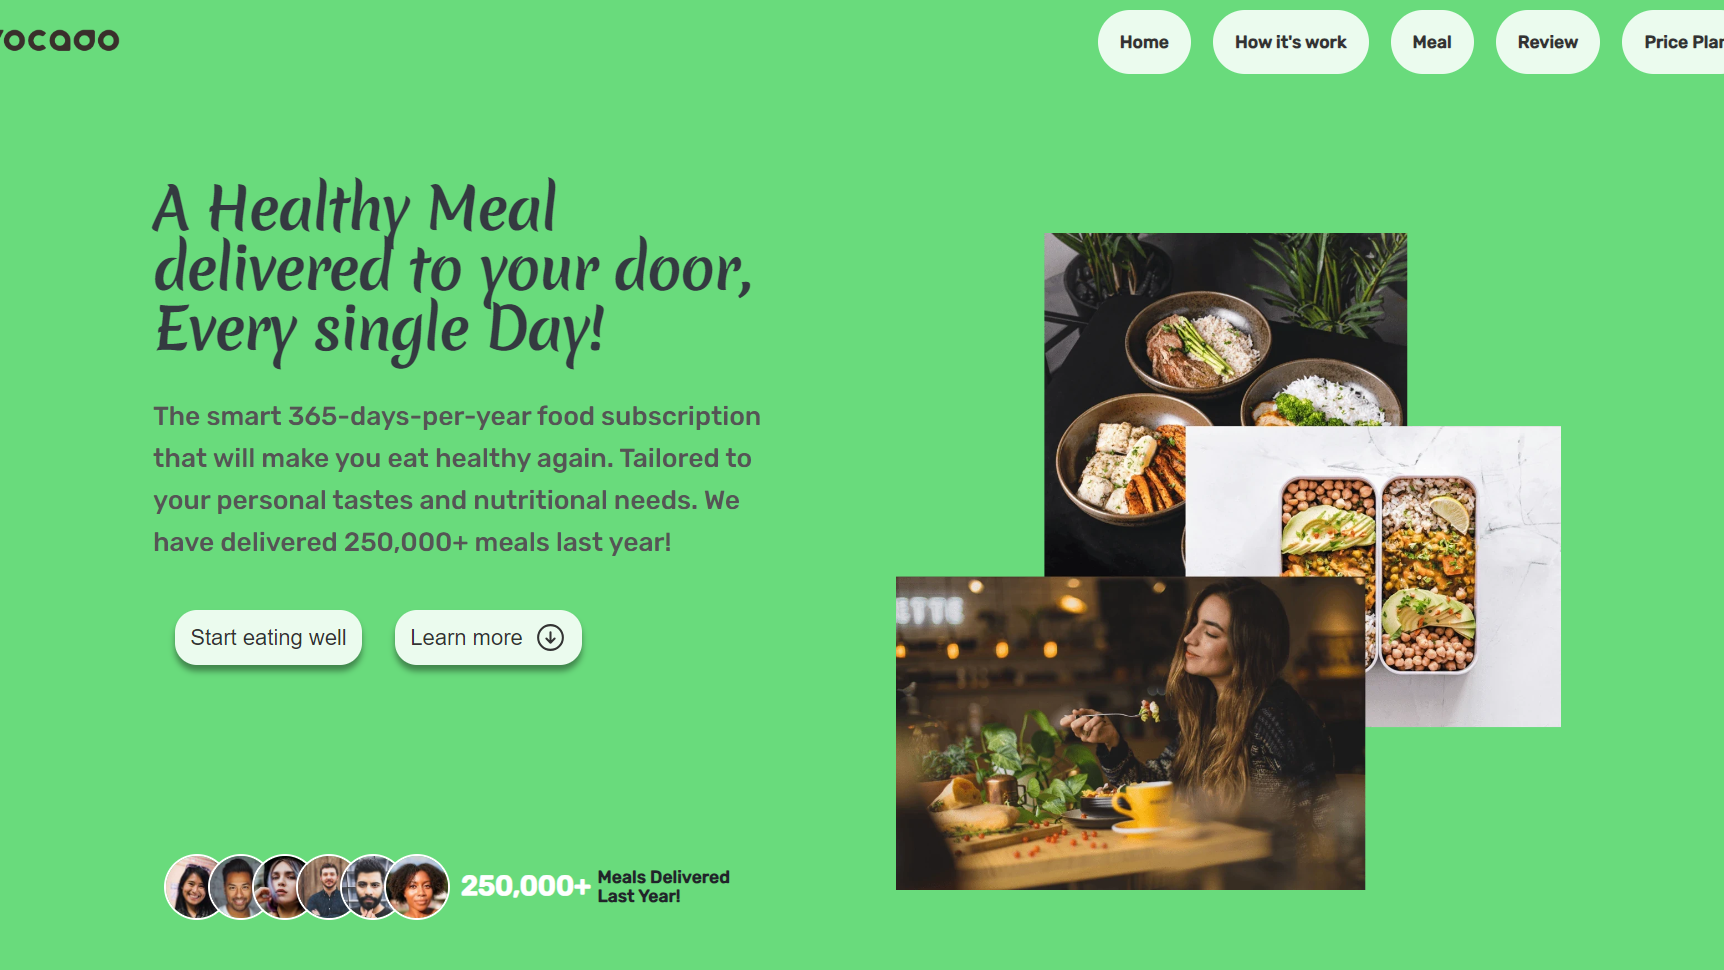 vocado
Home
How it's work
Meal
Review
Price Plan
A Healthy Meal
delivered to your door,
Every single Day!
The smart 365-days-per-year food subscription
that will make you eat healthy again. Tailored to
your personal tastes and nutritional needs. We
have delivered 250,000+ meals last year!
Start eating well
Learn more
ETTE
250,000+
Meals Delivered
Last Year!